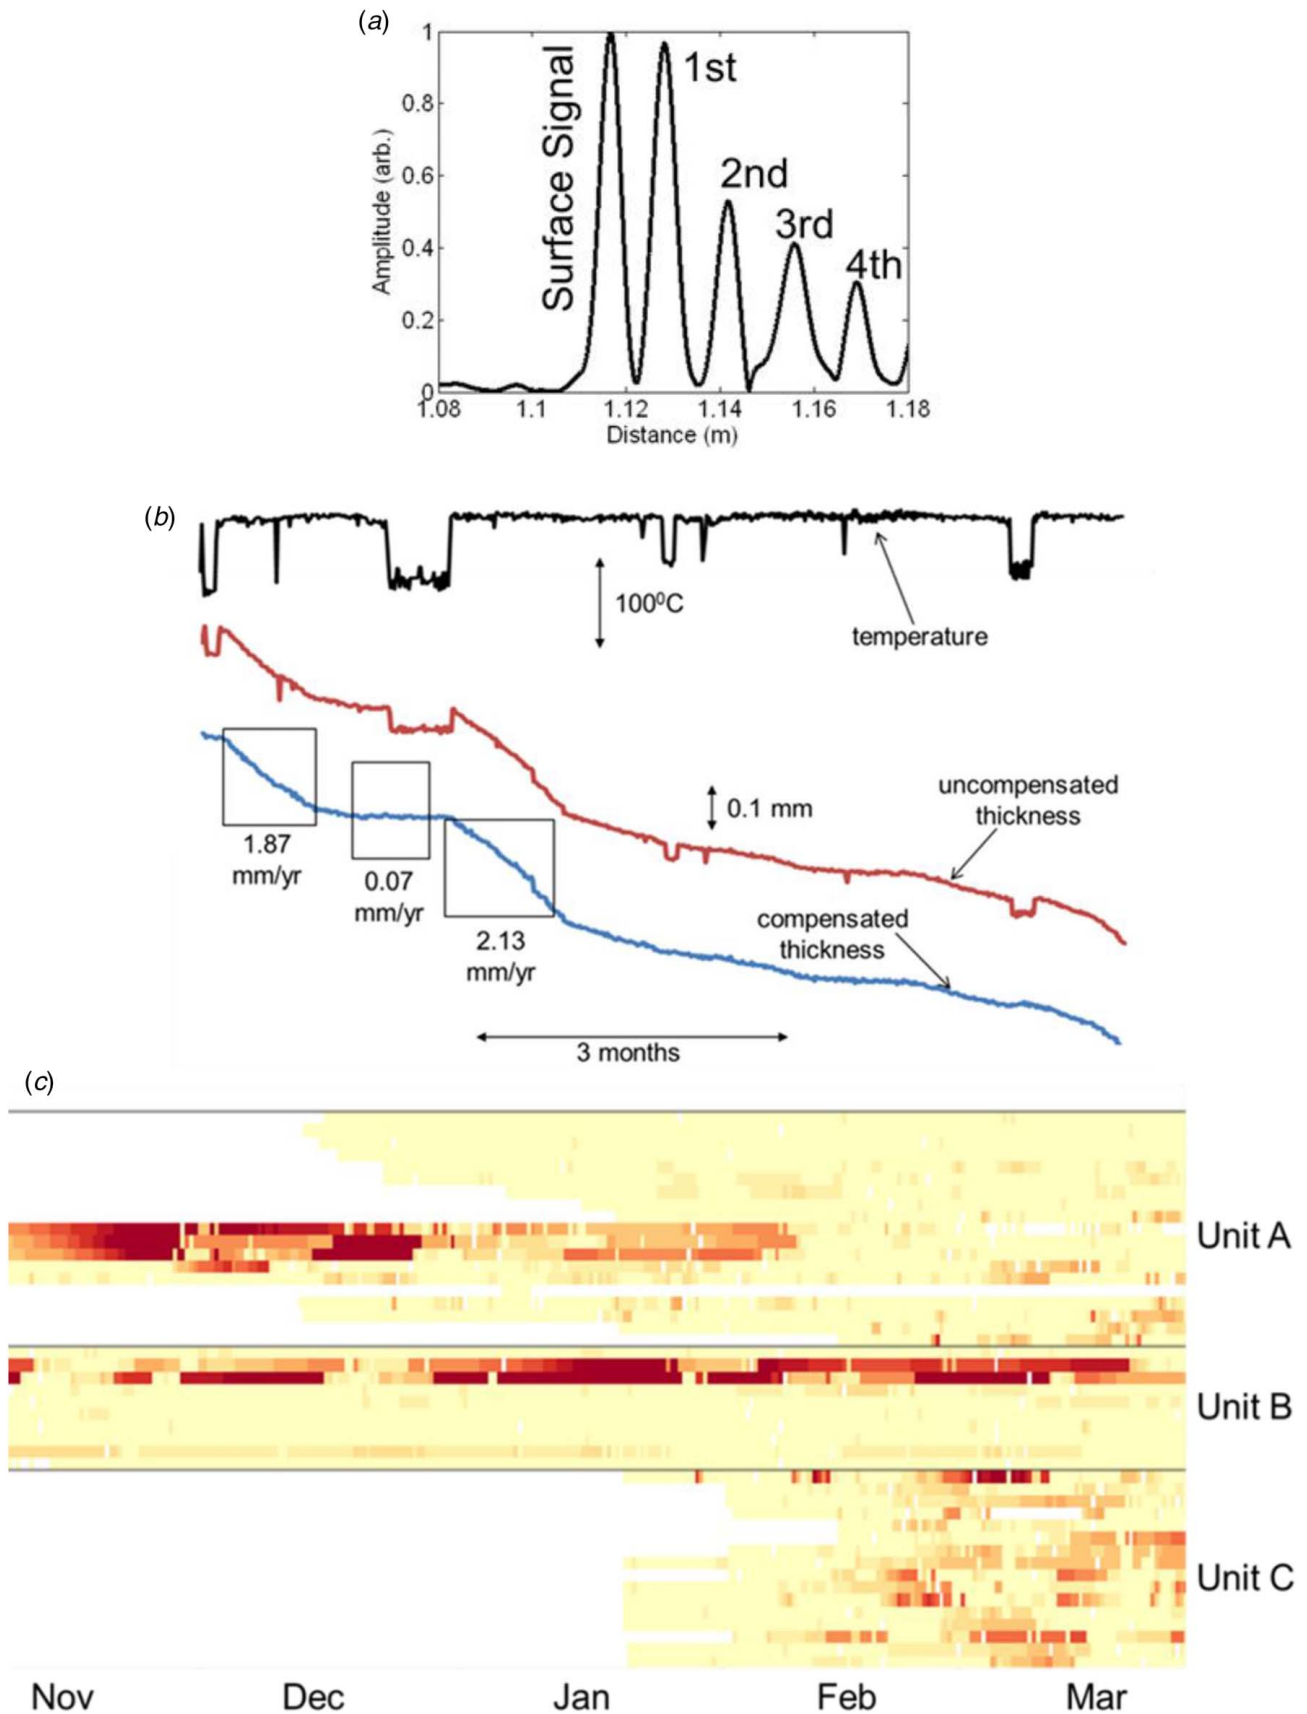 (a)
1
0.8
0.6
0.4
0.2
0
Amplitude (arb.)
Surface Signal
1st
2nd
3rd
4th
1.08 1.1 1.12 1.14 1.16 1.18
Distance (m)
(b)
100⁰C
temperature
uncompensated
thickness
0.1 mm
1.87
mm/yr
0.07
mm/yr
compensated
thickness
2.13
mm/yr
3 months
(c)
Unit A
Unit B
Unit C
Nov Dec Jan Feb Mar